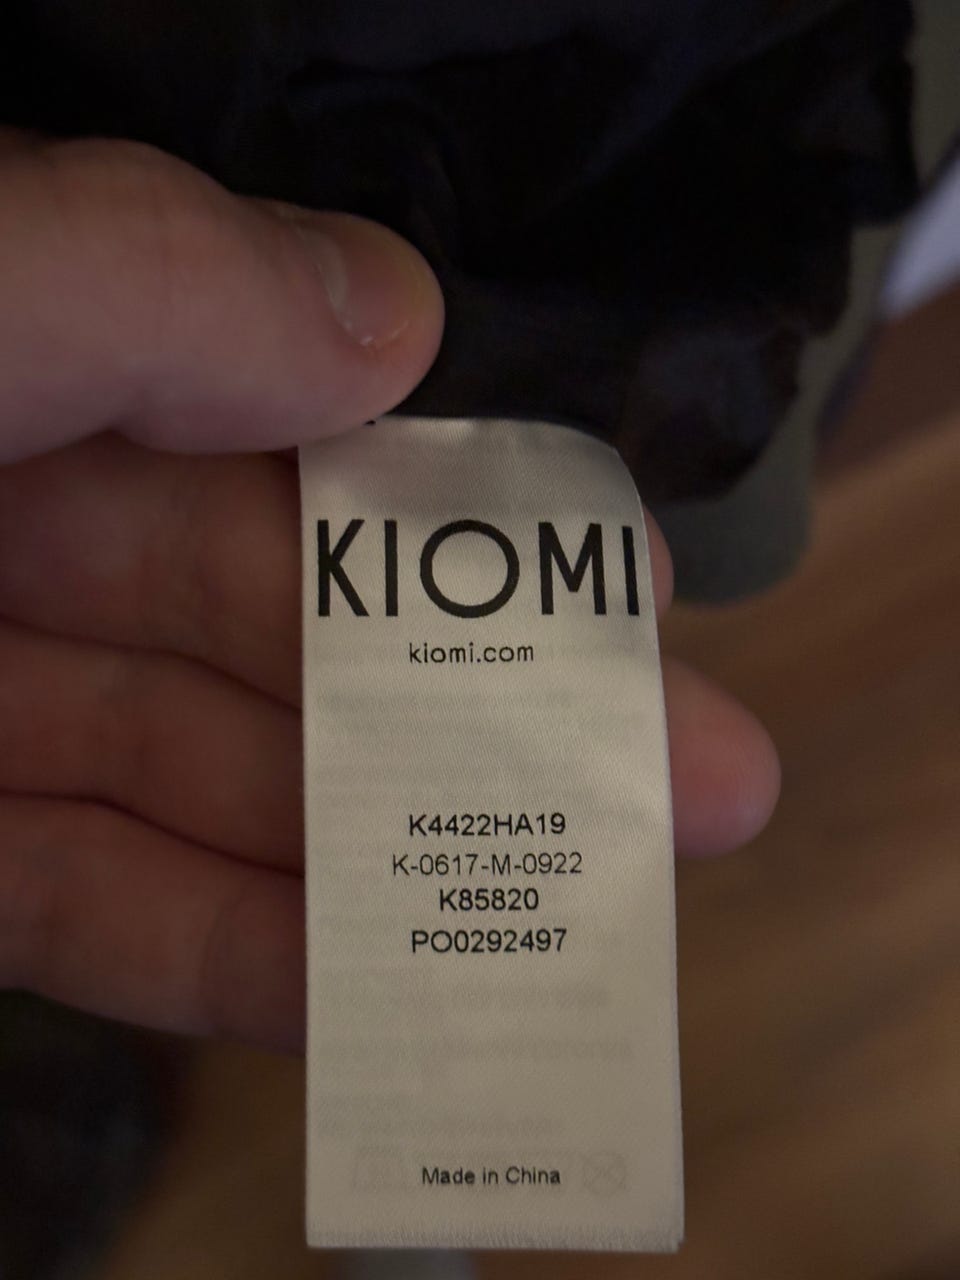 KIOMI
kiomi.com
K4422HA19
K-0617-M-0922
K85820
PO0292497
Made in China